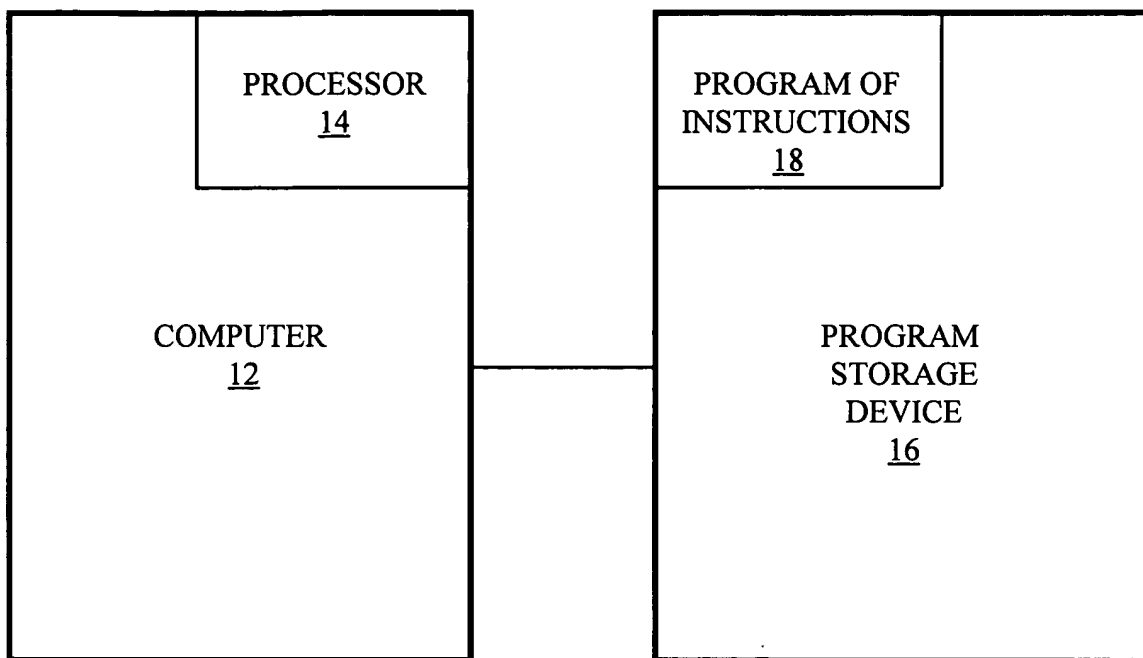 PROCESSOR
14
PROGRAM OF
INSTRUCTIONS
18
COMPUTER
12
PROGRAM
STORAGE
DEVICE
16